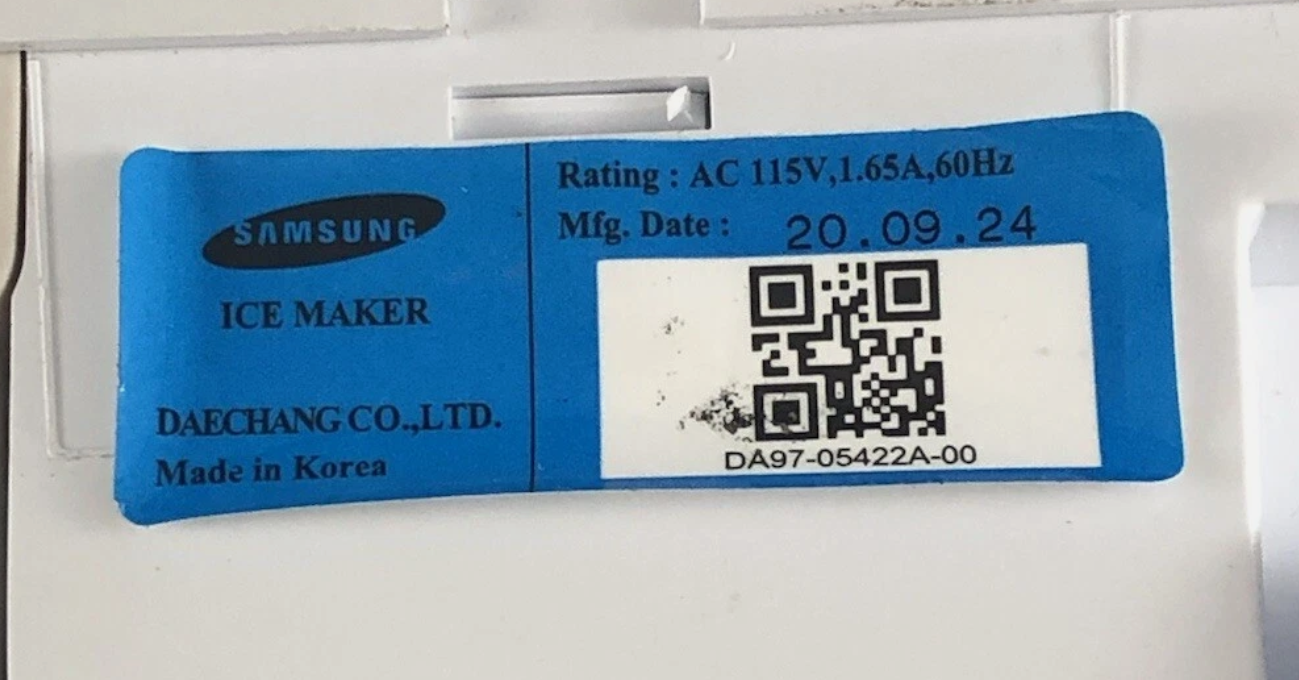 SAMSUNG
ICE MAKER
DAECHANG CO.,LTD.
Made in Korea
Rating : AC 115V,1.65A,60Hz
Mfg. Date : 20.09.24
DA97-05422A-00